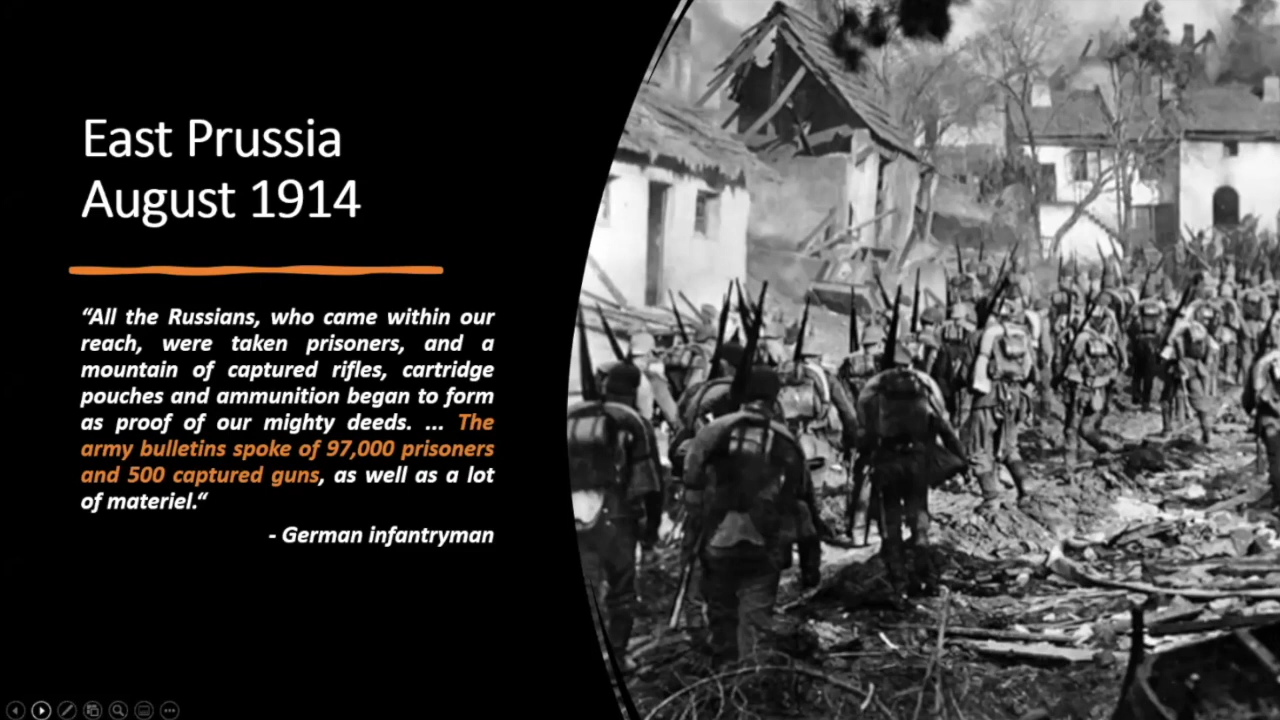 East Prussia
August 1914
“All the Russians, who came within our
reach, were taken prisoners, and a
mountain of captured rifles, cartridge
pouches and ammunition began to form
as proof of our mighty deeds. ... The
army bulletins spoke of 97,000 prisoners
and 500 captured guns, as well as a lot
of materiel.“
- German infantryman